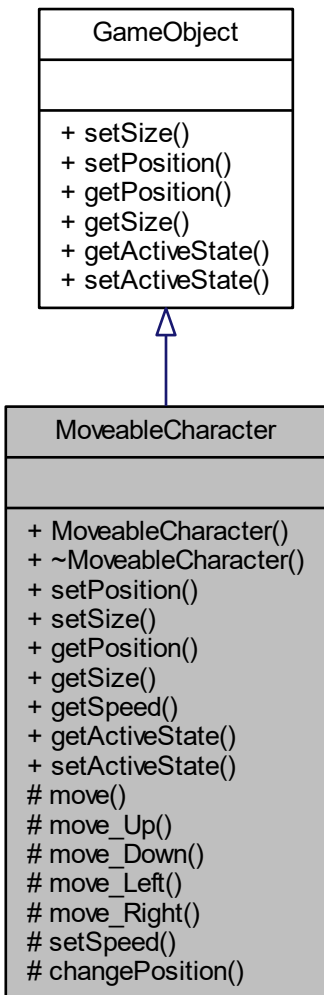 GameObject
+ setSize()
+ setPosition()
+ getPosition()
+ getSize()
+ getActiveState()
+ setActiveState()
MoveableCharacter
+ MoveableCharacter()
+ ~MoveableCharacter()
+ setPosition()
+ setSize()
+ getPosition()
+ getSize()
+ getSpeed()
+ getActiveState()
+ setActiveState()
# move()
# move_Up()
# move_Down()
# move_Left()
# move_Right()
# setSpeed()
# changePosition()